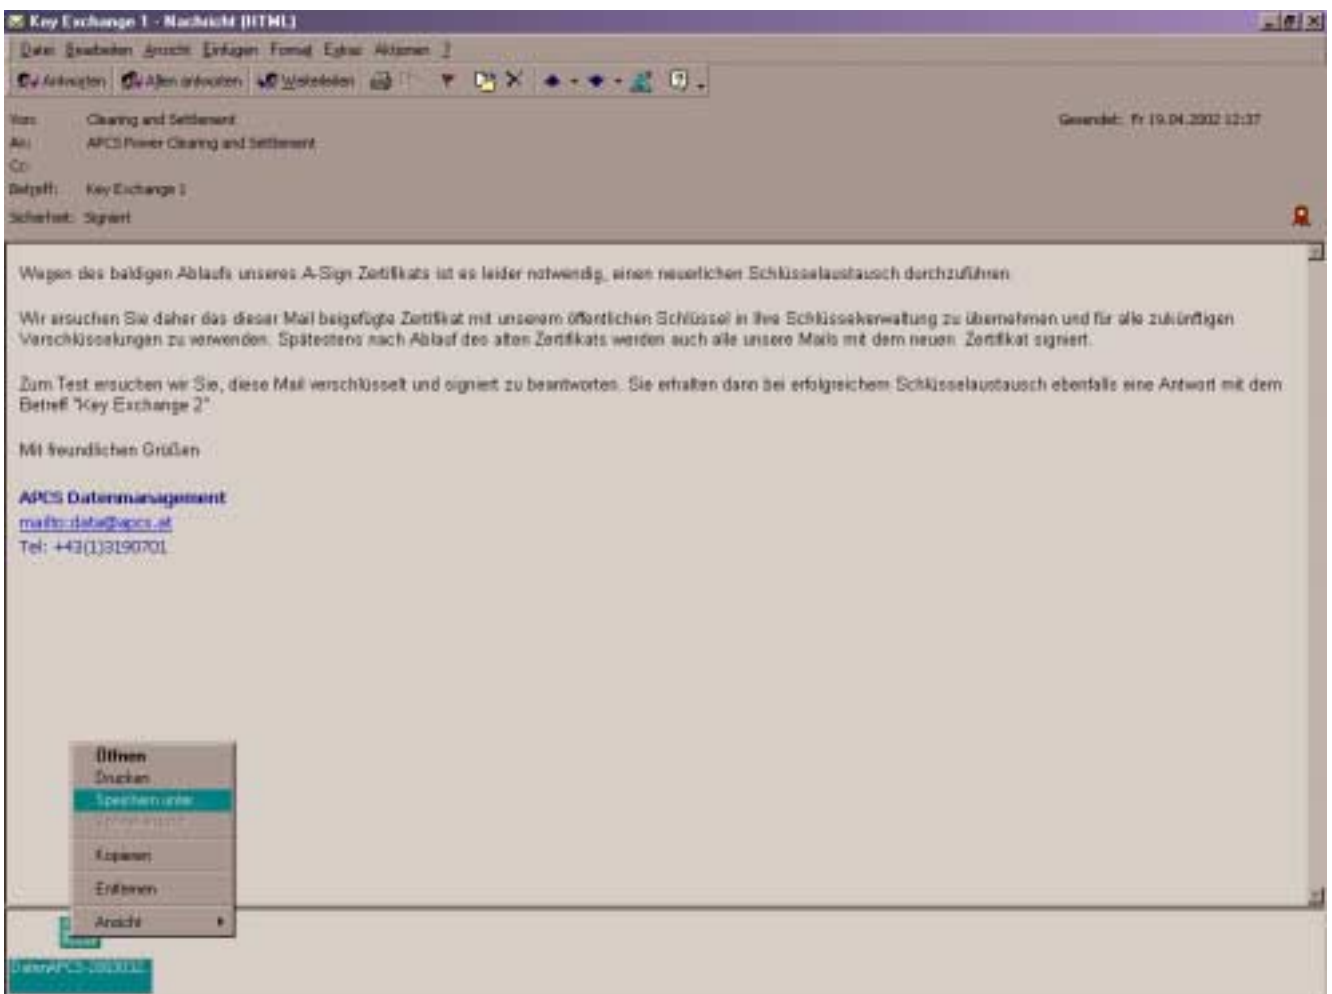 Key Exchange 1 - Nachricht (HTML)
Datei Bearbeiten Ansicht Einfügen Format Extras Aktionen ?
Antworten Allen antworten Weiterleiten
Von: Clearing and Settlement Gesendet: Fr 19.04.2002 12:37
An: APCS Power Clearing and Settlement
Cc:
Betreff: Key Exchange 1
Sicherheit: Signiert
Wegen des baldigen Ablaufs unseres A-Sign Zertifikats ist es leider notwendig, einen neuerlichen Schlüsselaustausch durchzuführen.
Wir ersuchen Sie daher das dieser Mail beigefügte Zertifikat mit unserem öffentlichen Schlüssel in Ihre Schlüsselverwaltung zu übernehmen und für alle zukünftigen
Verschlüsselungen zu verwenden. Spätestens nach Ablauf des alten Zertifikats werden auch alle unsere Mails mit dem neuen Zertifikat signiert.
Zum Test ersuchen wir Sie, diese Mail verschlüsselt und signiert zu beantworten. Sie erhalten dann bei erfolgreichem Schlüsselaustausch ebenfalls eine Antwort mit dem
Betreff "Key Exchange 2"
Mit freundlichen Grüßen
APCS Datenmanagement
mailto:data@apcs.at
Tel: +43(1)3190701
Öffnen
Drucken
Speichern unter
Kopieren
Entfernen
Ansicht